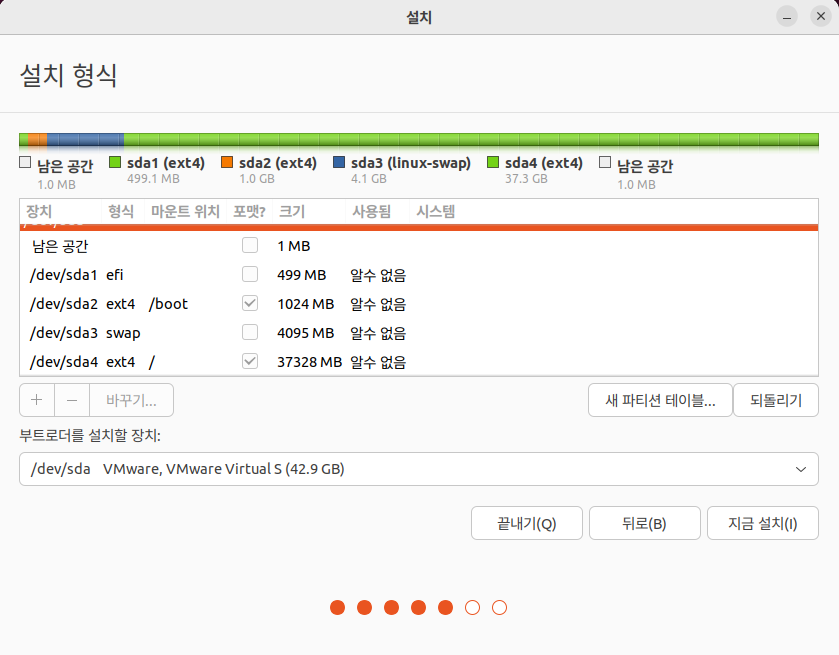 설치
설치 형식
남은 공간 sda1 (ext4) sda2 (ext4) sda3 (linux-swap) sda4 (ext4) 남은 공간
1.0 MB 499.1 MB 1.0 GB 4.1 GB 37.3 GB 1.0 MB
장치 형식 마운트 위치 포맷? 크기 사용됨 시스템
남은 공간 1 MB
/dev/sda1 efi 499 MB 알수 없음
/dev/sda2 ext4 /boot 1024 MB 알수 없음
/dev/sda3 swap 4095 MB 알수 없음
/dev/sda4 ext4 / 37328 MB 알수 없음
+ − 바꾸기... 새 파티션 테이블... 되돌리기
부트로더를 설치할 장치:
/dev/sda VMware, VMware Virtual S (42.9 GB)
끝내기(Q) 뒤로(B) 지금 설치(I)